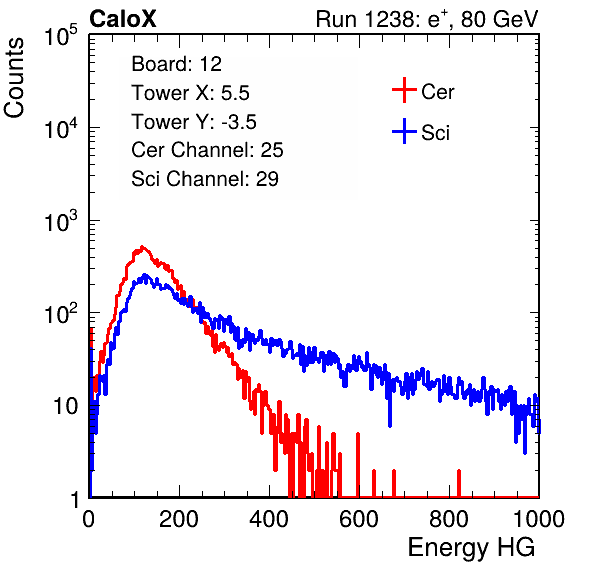 CaloX Run 1238: e⁺, 80 GeV
Counts
10⁵
10⁴
10³
10²
10
1
Board: 12
Tower X: 5.5
Tower Y: -3.5
Cer Channel: 25
Sci Channel: 29
Cer
Sci
0 200 400 600 800 1000
Energy HG